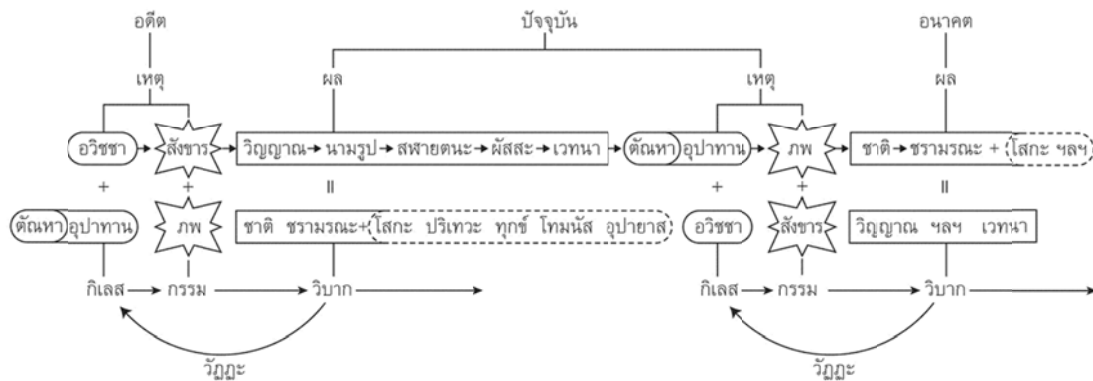 อดีต ปัจจุบัน อนาคต
เหตุ ผล เหตุ ผล
อวิชชา สังขาร วิญญาณ นามรูป สฬายตนะ ผัสสะ เวทนา ตัณหา อุปาทาน ภพ ชาติ ชรามรณะ + โสกะ ฯลฯ
+ + = + + =
ตัณหา อุปาทาน ภพ ชาติ ชรามรณะ+ โสกะ ปริเทวะ ทุกข์ โทมนัส อุปายาส อวิชชา สังขาร วิญญาณ ฯลฯ เวทนา
กิเลส กรรม วิบาก กิเลส กรรม วิบาก
วัฏฏะ วัฏฏะ